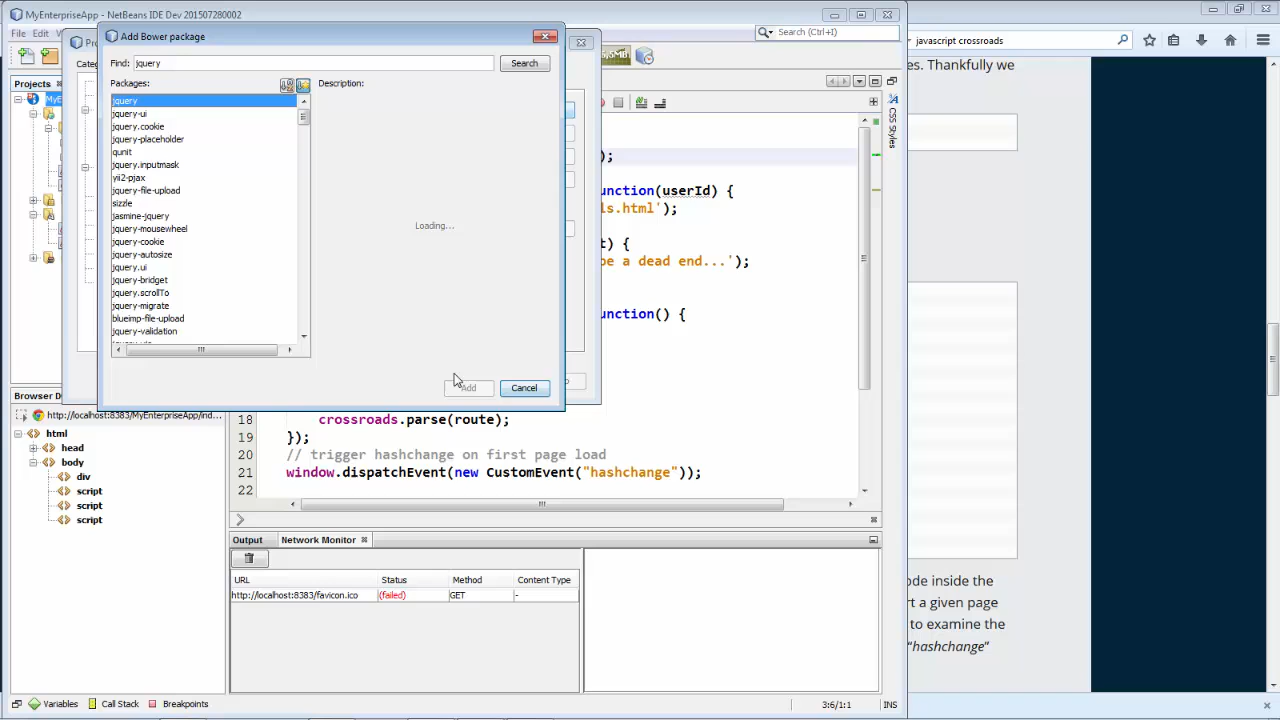 MyEnterpriseApp - NetBeans IDE Dev 201507280002
File Edit
Search (Ctrl+I)
Add Bower package
Find: jquery
Search
Packages:
Description:
jquery
jquery-ui
jquery.cookie
jquery-placeholder
qunit
jquery.inputmask
yii2-pjax
jquery-file-upload
sizzle
jasmine-jquery
jquery-mousewheel
jquery-cookie
jquery-autosize
jquery.ui
jquery-bridget
jquery.scrollTo
jquery-migrate
blueimp-file-upload
jquery-validation
Loading...
Add
Cancel
Projects
CSS Styles
);
unction(userId) {
ls.html');
t) {
be a dead end...');
unction() {
18 crossroads.parse(route);
19 });
20 // trigger hashchange on first page load
21 window.dispatchEvent(new CustomEvent("hashchange"));
22
http://localhost:8383/MyEnterpriseApp/ind...
html
head
body
div
script
script
script
Output
Network Monitor
URL Status Method Content Type
http://localhost:8383/favicon.ico (failed) GET -
Variables
Call Stack
Breakpoints
3:6/1:1
INS
javascript crossroads
es. Thankfully we
ode inside the
rt a given page
to examine the
"hashchange"